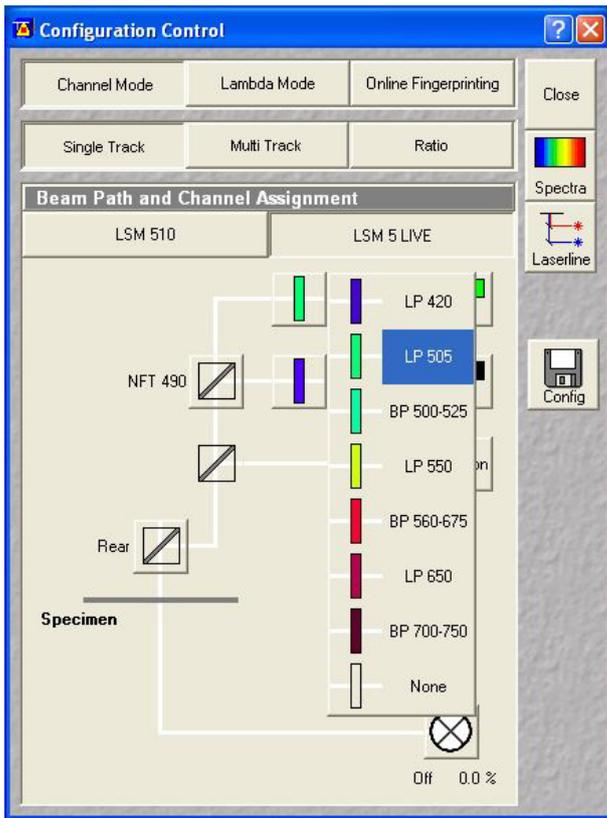 Configuration Control
Channel Mode
Lambda Mode
Online Fingerprinting
Close
Single Track
Multi Track
Ratio
Spectra
Beam Path and Channel Assignment
LSM 510
LSM 5 LIVE
Laserline
LP 420
LP 505
NFT 490
Config
BP 500-525
LP 550
on
BP 560-675
Rear
LP 650
Specimen
BP 700-750
None
Off 0.0 %